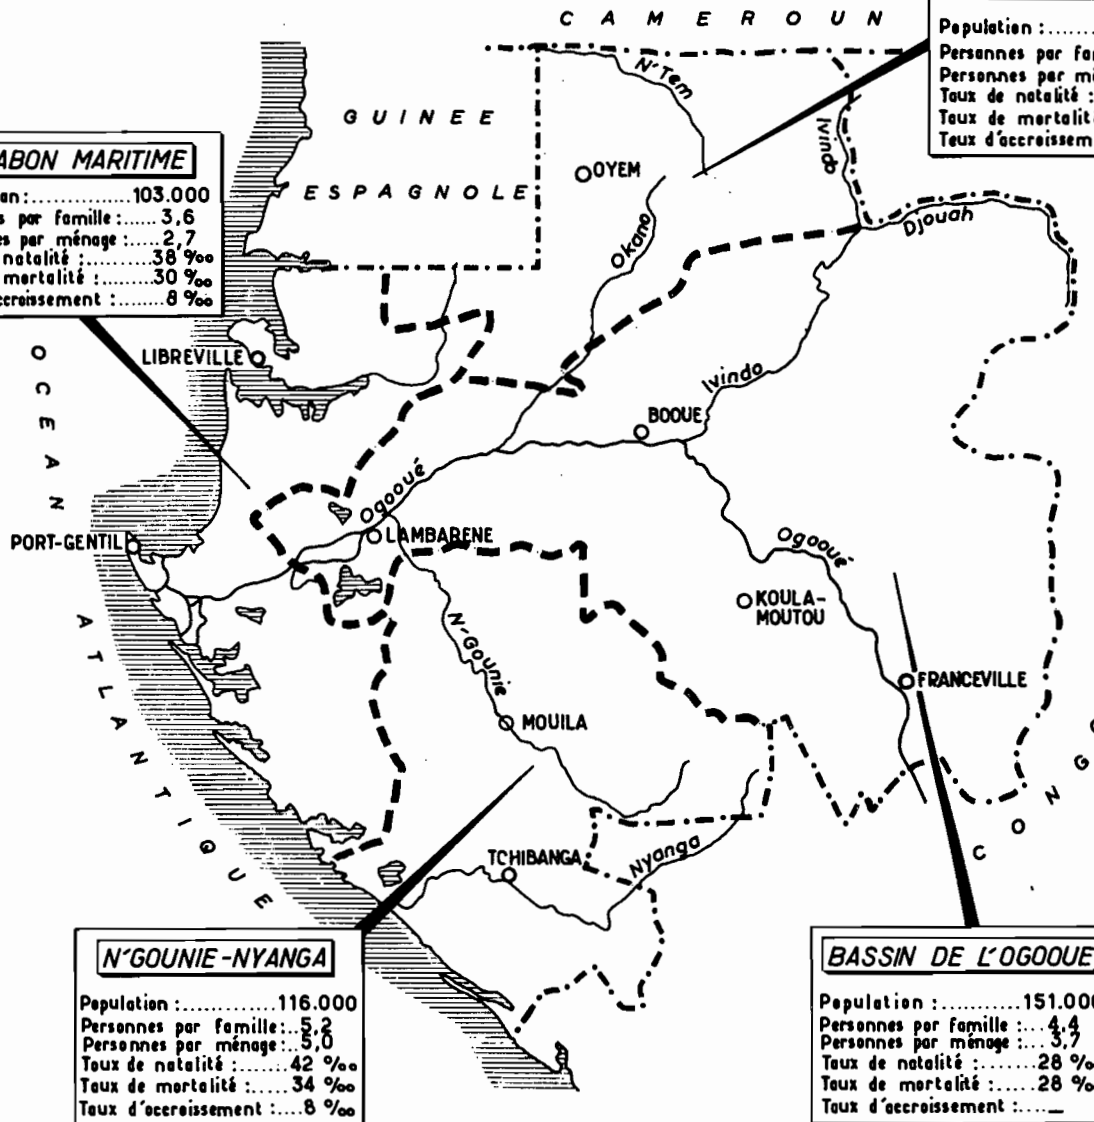 C A M E R O U N
Population :......
Personnes par fa
Personnes par mé
Taux de natalité :
Taux de mortalit
Taux d'accroissem
N'Tem
Ivindo
GUINEE
ESPAGNOLE
OYEM
Okano
Djouah
ABON MARITIME
an:..............103.000
s par famille :.....3,6
es par ménage :.....2,7
natalité :.........38 ‰
mortalité :........30 ‰
ccroissement :.......8 ‰
LIBREVILLE
Ivindo
BOOUE
OCEAN
ATLANTIQUE
Ogooué
LAMBARENE
PORT-GENTIL
Ogooué
KOULA-
MOUTOU
N'Gounie
FRANCEVILLE
MOUILA
CONG
TCHIBANGA
Nyanga
N'GOUNIE-NYANGA
Population :............116.000
Personnes par famille:..5,2
Personnes par ménage:..5,0
Taux de natalité :......42 ‰
Taux de mortalité :.....34 ‰
Taux d'accroissement :....8 ‰
BASSIN DE L'OGOOUE
Population :..........151.000
Personnes par famille :...4,4
Personnes par ménage :...3,7
Taux de natalité :.......28 %
Taux de mortalité :.....28 %
Taux d'accroissement :....—